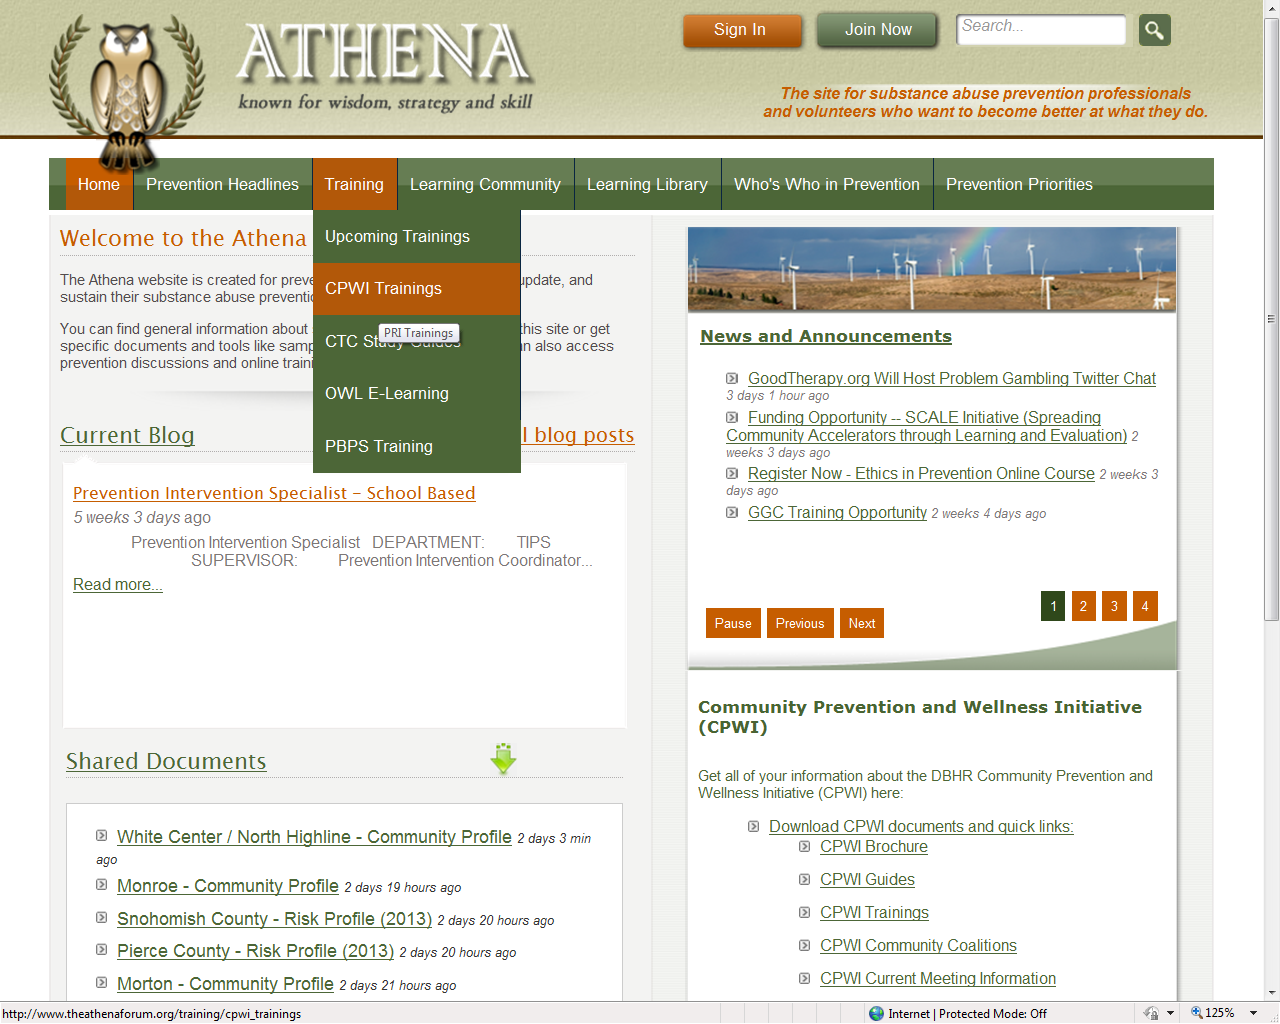 ATHENA
known for wisdom, strategy and skill
Sign In
Join Now
Search...
The site for substance abuse prevention professionals
and volunteers who want to become better at what they do.
Home
Prevention Headlines
Training
Learning Community
Learning Library
Who's Who in Prevention
Prevention Priorities
Upcoming Trainings
CPWI Trainings
PRI Trainings
CTC Study Guides
OWL E-Learning
PBPS Training
Welcome to the Athena
The Athena website is created for
update, and
sustain their substance abuse
You can find general information about
this site or get
specific documents and tools like
also access
prevention discussions and online
Current Blog
blog posts
Prevention Intervention Specialist - School Based
5 weeks 3 days ago
Prevention Intervention Specialist DEPARTMENT: TIPS
SUPERVISOR: Prevention Intervention Coordinator...
Read more...
Shared Documents
White Center / North Highline - Community Profile 2 days 3 min
ago
Monroe - Community Profile 2 days 19 hours ago
Snohomish County - Risk Profile (2013) 2 days 20 hours ago
Pierce County - Risk Profile (2013) 2 days 20 hours ago
Morton - Community Profile 2 days 21 hours ago
News and Announcements
GoodTherapy.org Will Host Problem Gambling Twitter Chat
3 days 1 hour ago
Funding Opportunity -- SCALE Initiative (Spreading
Community Accelerators through Learning and Evaluation) 2
weeks 3 days ago
Register Now - Ethics in Prevention Online Course 2 weeks 3
days ago
GGC Training Opportunity 2 weeks 4 days ago
1 2 3 4
Pause Previous Next
Community Prevention and Wellness Initiative
(CPWI)
Get all of your information about the DBHR Community Prevention and
Wellness Initiative (CPWI) here:
Download CPWI documents and quick links:
CPWI Brochure
CPWI Guides
CPWI Trainings
CPWI Community Coalitions
CPWI Current Meeting Information
http://www.theathenaforum.org/training/cpwi_trainings
Internet | Protected Mode: Off
125%